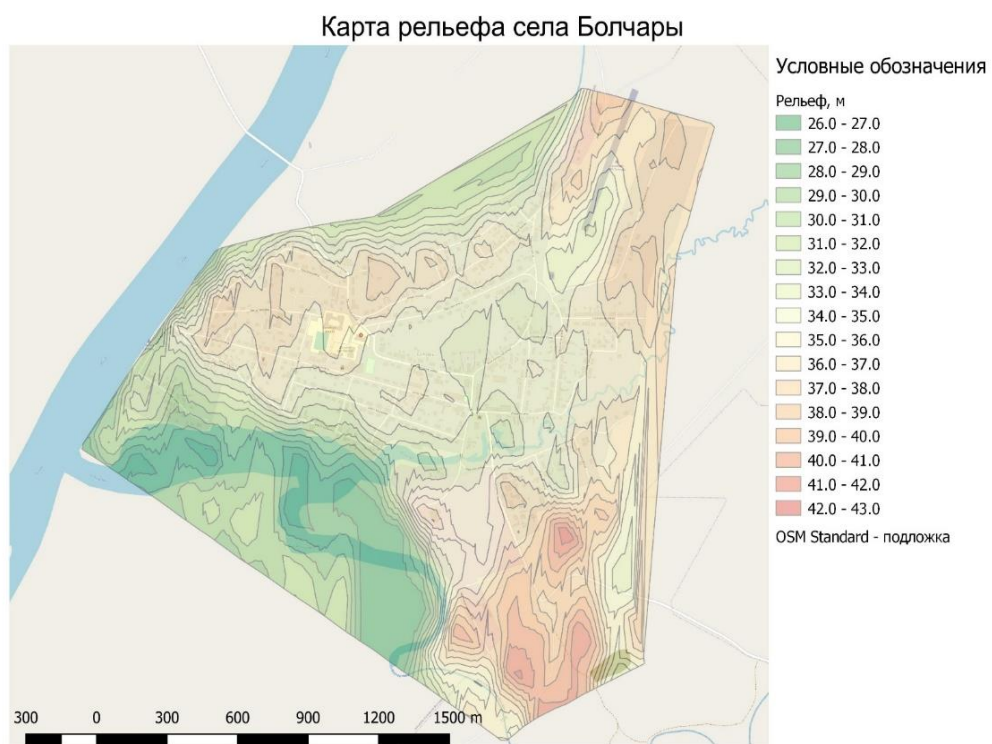 Карта рельефа села Болчары
Условные обозначения
Рельеф, м
26.0 - 27.0
27.0 - 28.0
28.0 - 29.0
29.0 - 30.0
30.0 - 31.0
31.0 - 32.0
32.0 - 33.0
33.0 - 34.0
34.0 - 35.0
35.0 - 36.0
36.0 - 37.0
37.0 - 38.0
38.0 - 39.0
39.0 - 40.0
40.0 - 41.0
41.0 - 42.0
42.0 - 43.0
OSM Standard - подложка
300 0 300 600 900 1200 1500 m